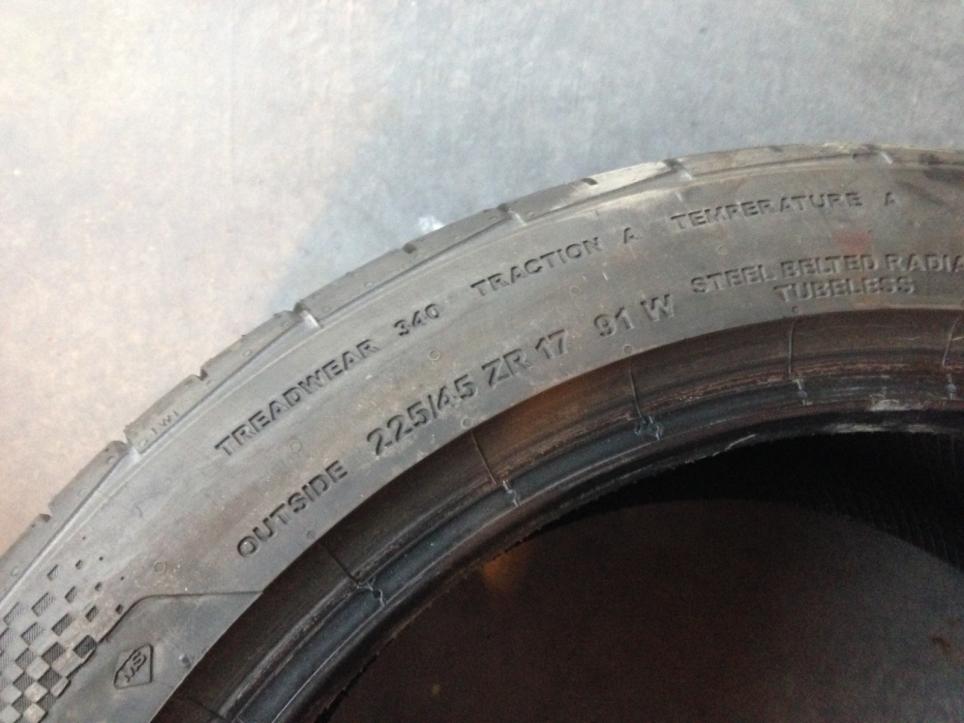 TREADWEAR 340 TRACTION A TEMPERATURE A
OUTSIDE 225/45 ZR 17 91 W
STEEL BELTED RADIA
TUBELESS
TWI